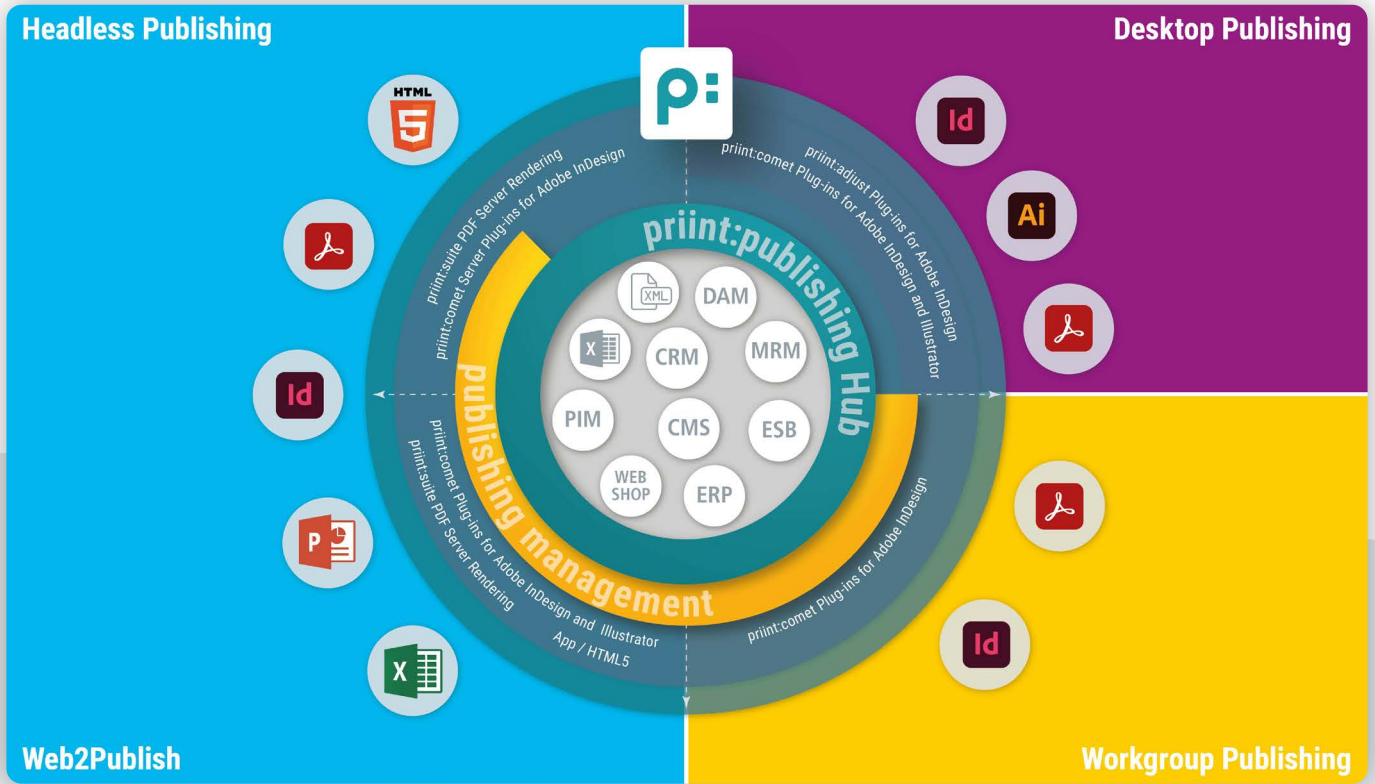 Headless Publishing
Desktop Publishing
p:
HTML
5
Id
Ai
Id
P
X
Id
priint:suite PDF Server Rendering
priint:comet Server Plug-ins for Adobe InDesign
priint:adjust Plug-ins for Adobe InDesign
priint:comet Plug-ins for Adobe InDesign and Illustrator
priint:publishing Hub
XML
DAM
X
CRM
MRM
PIM
CMS
ESB
WEB
SHOP
ERP
publishing management
priint:comet Plug-ins for Adobe InDesign and Illustrator
priint:suite PDF Server Rendering
App / HTML5
priint:comet Plug-ins for Adobe InDesign
Web2Publish
Workgroup Publishing